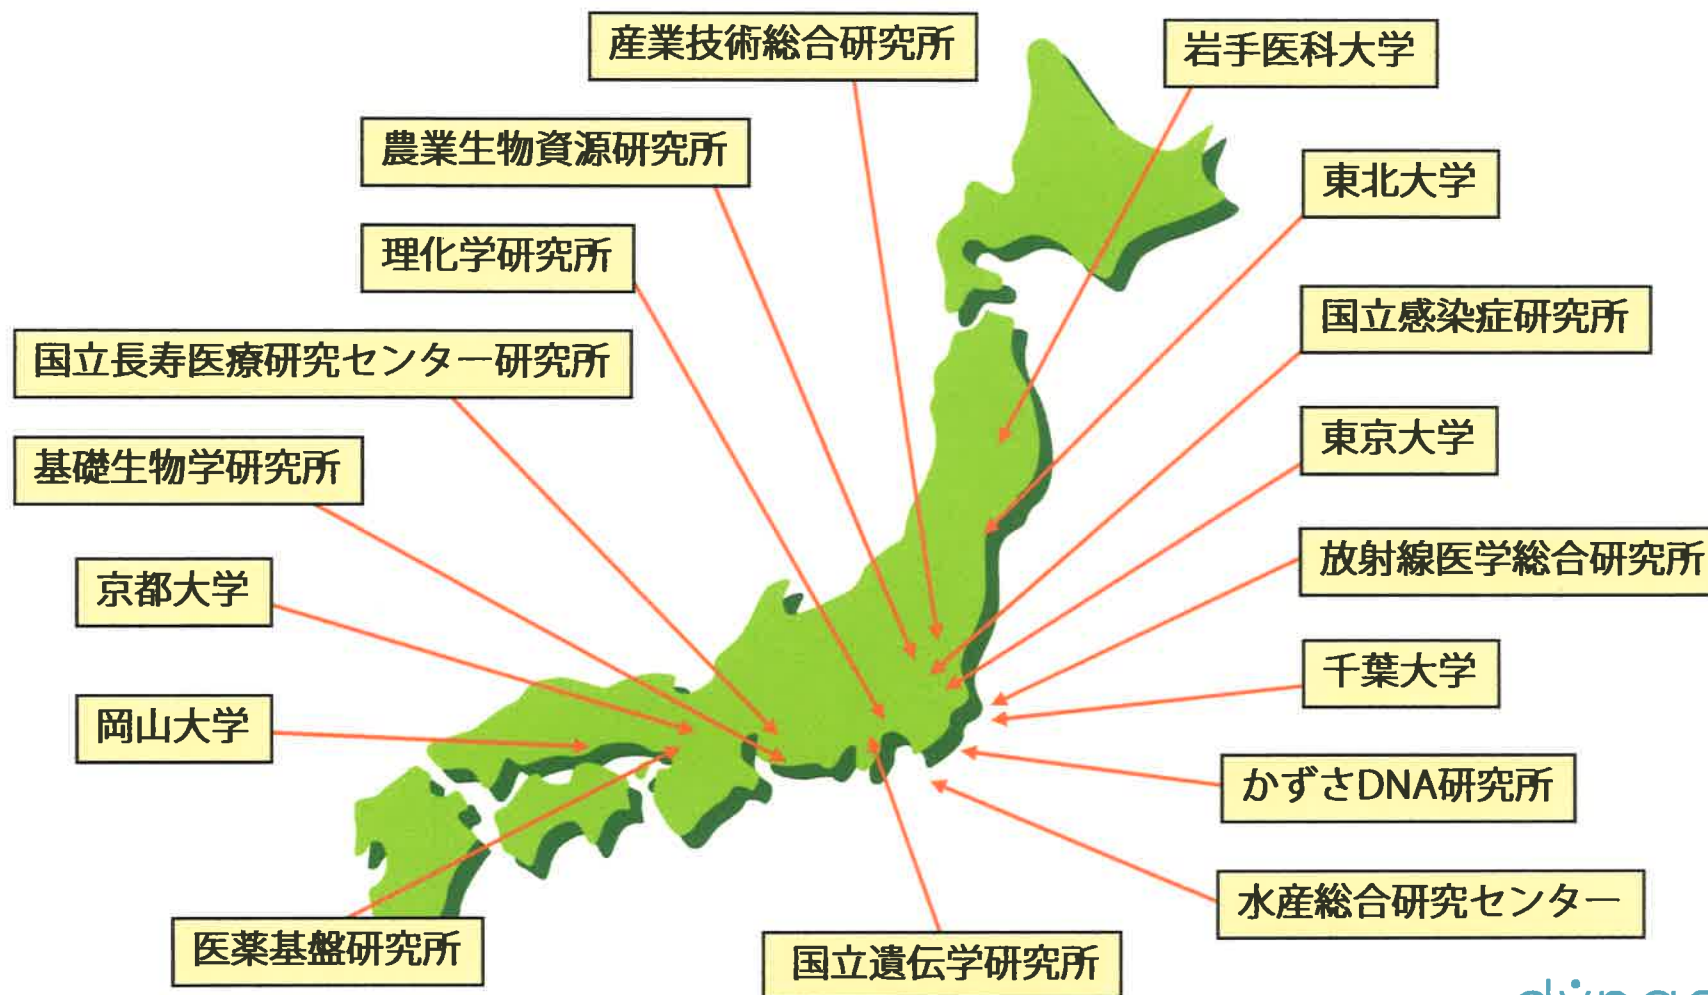 産業技術総合研究所
岩手医科大学
農業生物資源研究所
東北大学
理化学研究所
国立感染症研究所
国立長寿医療研究センター研究所
東京大学
基礎生物学研究所
放射線医学総合研究所
京都大学
千葉大学
岡山大学
かずさDNA研究所
水産総合研究センター
医薬基盤研究所
国立遺伝学研究所